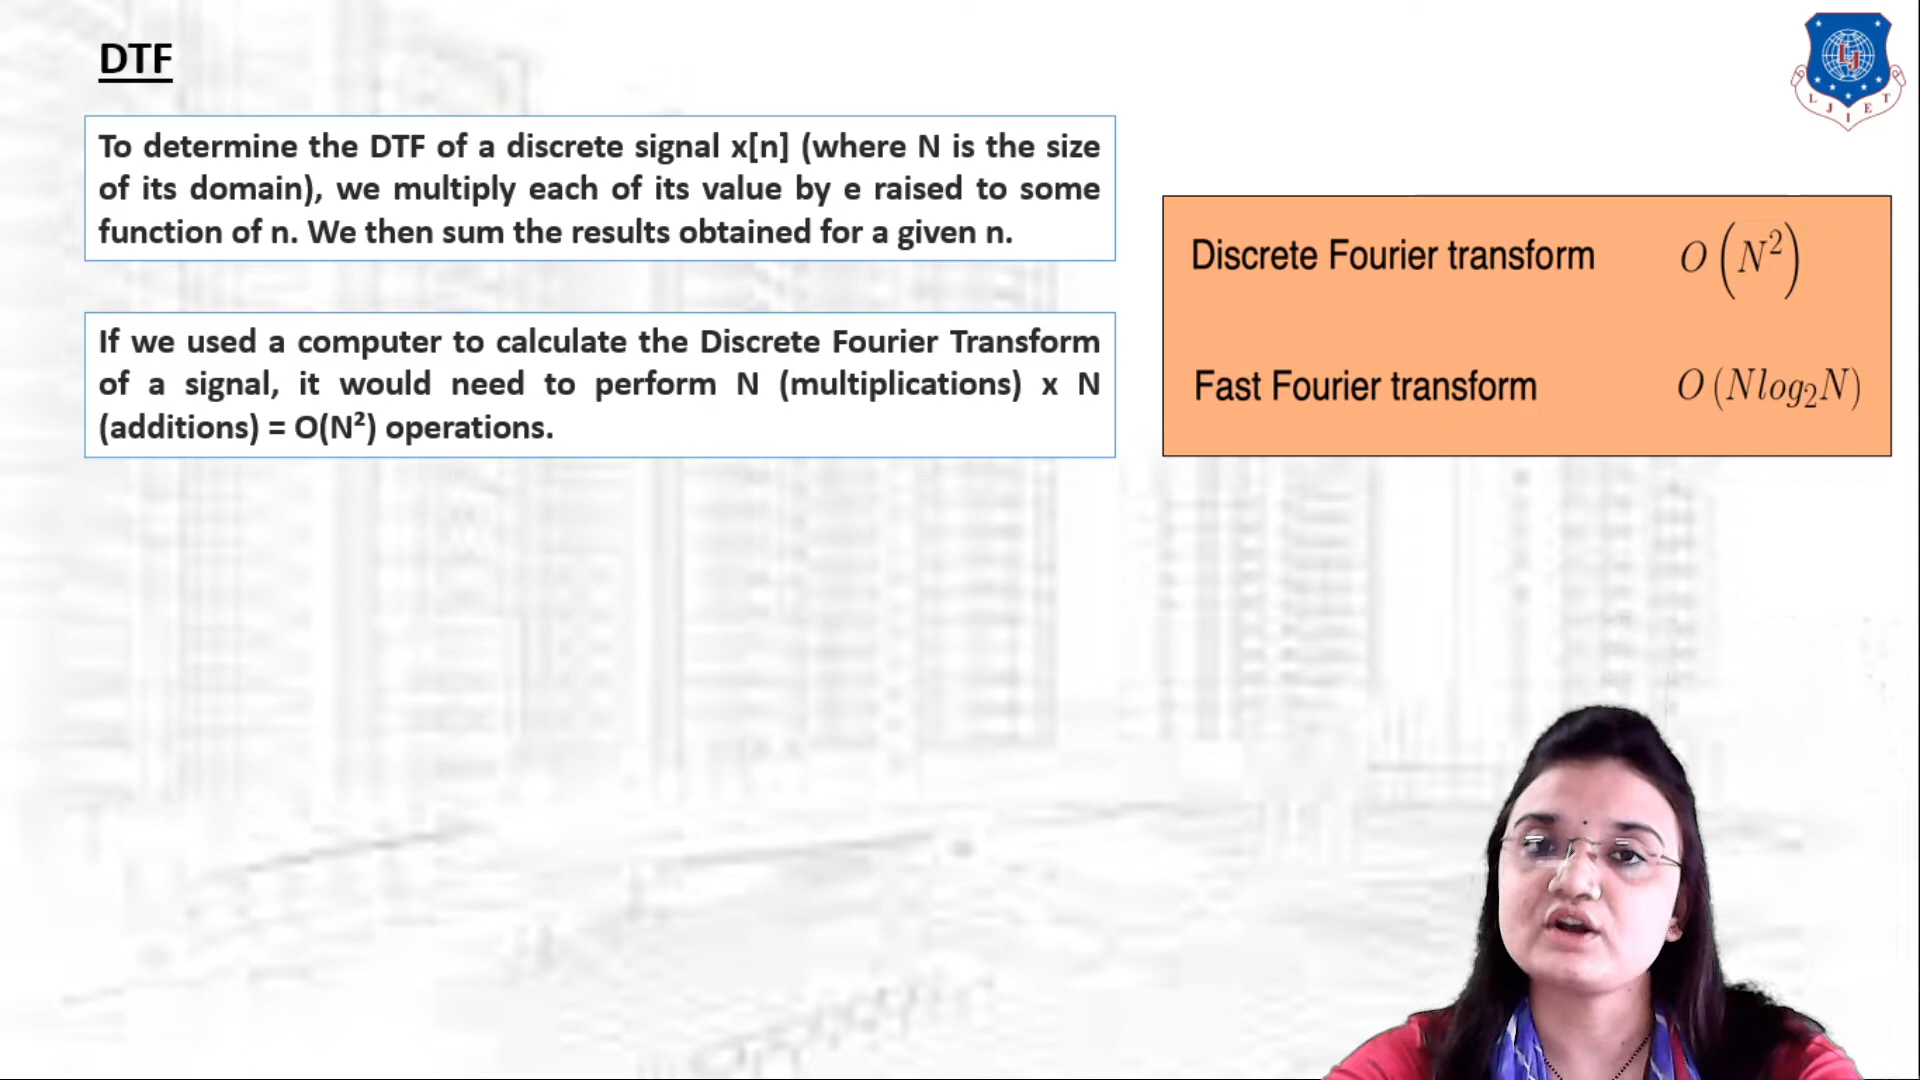 DTF
To determine the DTF of a discrete signal x[n] (where N is the size
of its domain), we multiply each of its value by e raised to some
function of n. We then sum the results obtained for a given n.
If we used a computer to calculate the Discrete Fourier Transform
of a signal, it would need to perform N (multiplications) x N
(additions) = O(N²) operations.
Discrete Fourier transform O(N²)
Fast Fourier transform O(Nlog₂N)
LJ
LJIET